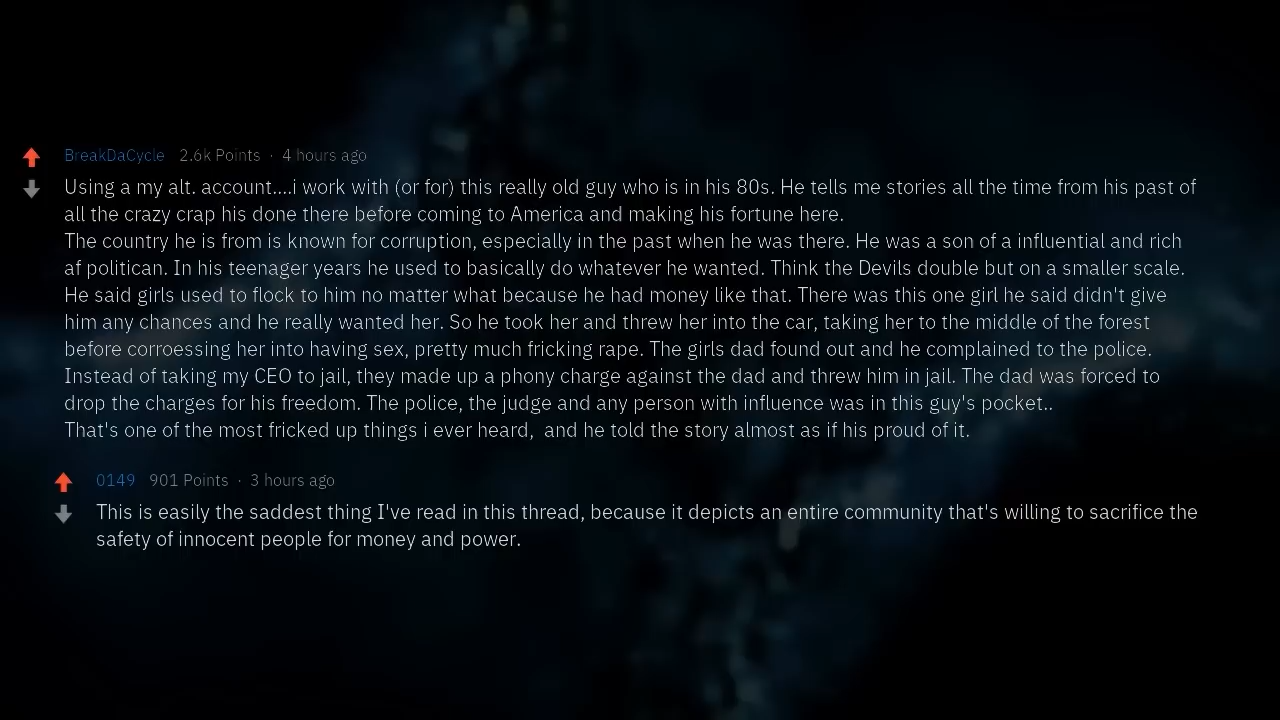 BreakDaCycle 2.6k Points · 4 hours ago
Using a my alt. account....i work with (or for) this really old guy who is in his 80s. He tells me stories all the time from his past of
all the crazy crap his done there before coming to America and making his fortune here.
The country he is from is known for corruption, especially in the past when he was there. He was a son of a influential and rich
af politican. In his teenager years he used to basically do whatever he wanted. Think the Devils double but on a smaller scale.
He said girls used to flock to him no matter what because he had money like that. There was this one girl he said didn't give
him any chances and he really wanted her. So he took her and threw her into the car, taking her to the middle of the forest
before corroessing her into having sex, pretty much fricking rape. The girls dad found out and he complained to the police.
Instead of taking my CEO to jail, they made up a phony charge against the dad and threw him in jail. The dad was forced to
drop the charges for his freedom. The police, the judge and any person with influence was in this guy's pocket..
That's one of the most fricked up things i ever heard, and he told the story almost as if his proud of it.
0149 901 Points · 3 hours ago
This is easily the saddest thing I've read in this thread, because it depicts an entire community that's willing to sacrifice the
safety of innocent people for money and power.